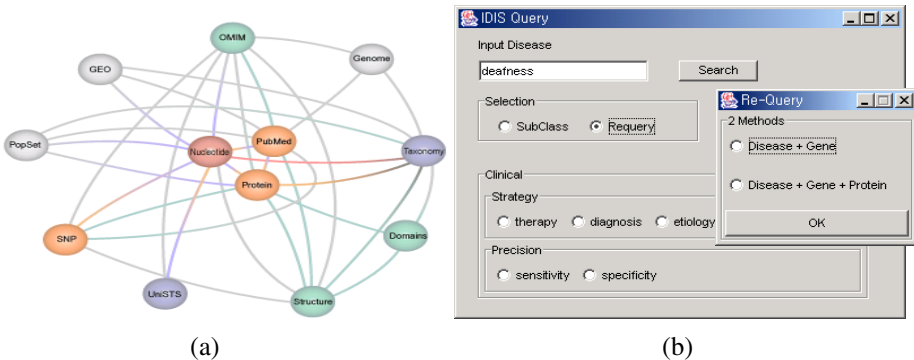 OMIM
Genome
GEO
PopSet
Nucleotide
PubMed
Taxonomy
Protein
SNP
Domains
UniSTS
Structure
(a)
IDIS Query
Input Disease
deafness
Search
Selection
SubClass
Requery
Clinical
Strategy
therapy
diagnosis
etiology
Precision
sensitivity
specificity
Re-Query
2 Methods
Disease + Gene
Disease + Gene + Protein
OK
(b)